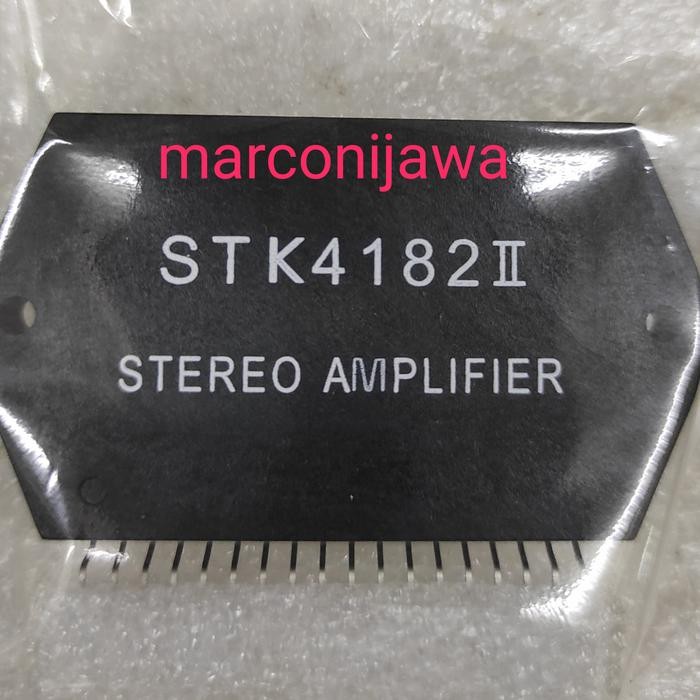 marconijawa
STK4182Ⅱ
STEREO AMPLIFIER